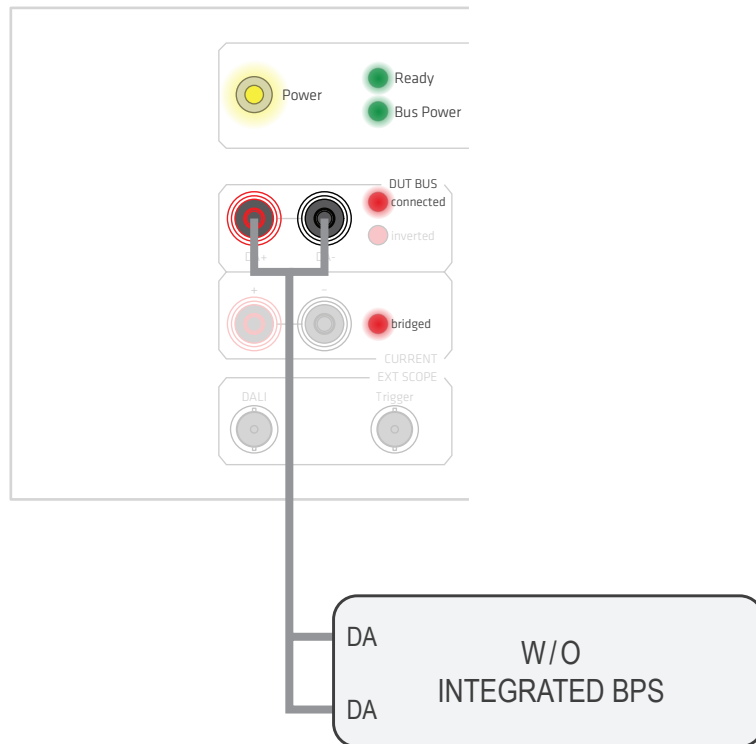 Power
Ready
Bus Power
DUT BUS
connected
inverted
DA-
+ -
bridged
CURRENT
EXT SCOPE
DALI
Trigger
DA
W/O
INTEGRATED BPS
DA